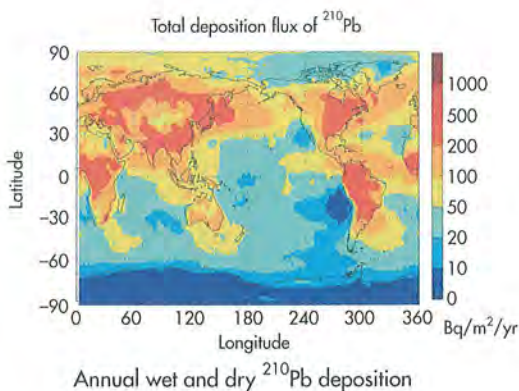 Total deposition flux of ²¹⁰Pb
90
60
30
0
−30
−60
−90
Latitude
0 60 120 180 240 300 360
Longitude
1000
500
200
100
50
20
10
0
Bq/m²/yr
Annual wet and dry ²¹⁰Pb deposition